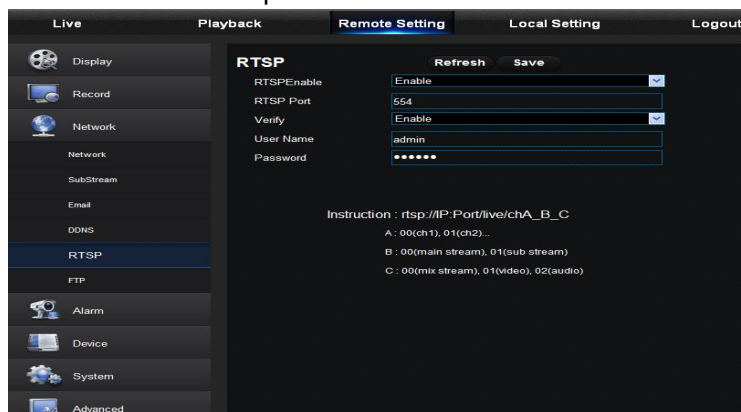 Live Playback Remote Setting Local Setting Logout
Display
Record
Network
Network
SubStream
Email
DDNS
RTSP
FTP
Alarm
Device
System
Advanced
RTSP Refresh Save
RTSPEnable Enable
RTSP Port 554
Verify Enable
User Name admin
Password ●●●●●●
Instruction : rtsp://IP:Port/live/chA_B_C
A : 00(ch1), 01(ch2)...
B : 00(main stream), 01(sub stream)
C : 00(mix stream), 01(video), 02(audio)